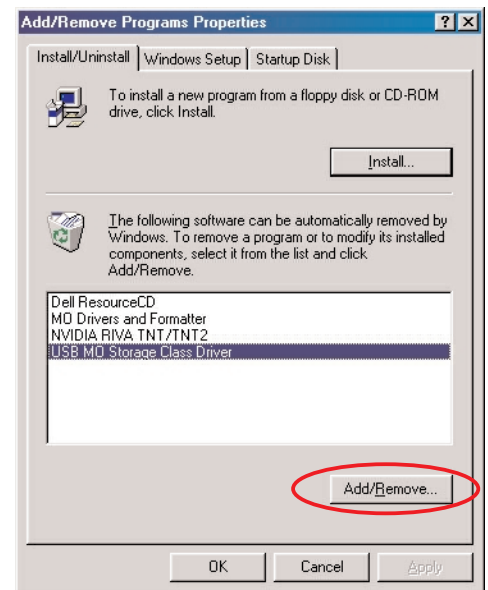 Add/Remove Programs Properties
Install/Uninstall Windows Setup Startup Disk
To install a new program from a floppy disk or CD-ROM
drive, click Install.
Install...
The following software can be automatically removed by
Windows. To remove a program or to modify its installed
components, select it from the list and click
Add/Remove.
Dell ResourceCD
MO Drivers and Formatter
NVIDIA RIVA TNT/TNT2
USB MO Storage Class Driver
Add/Remove...
OK Cancel Apply